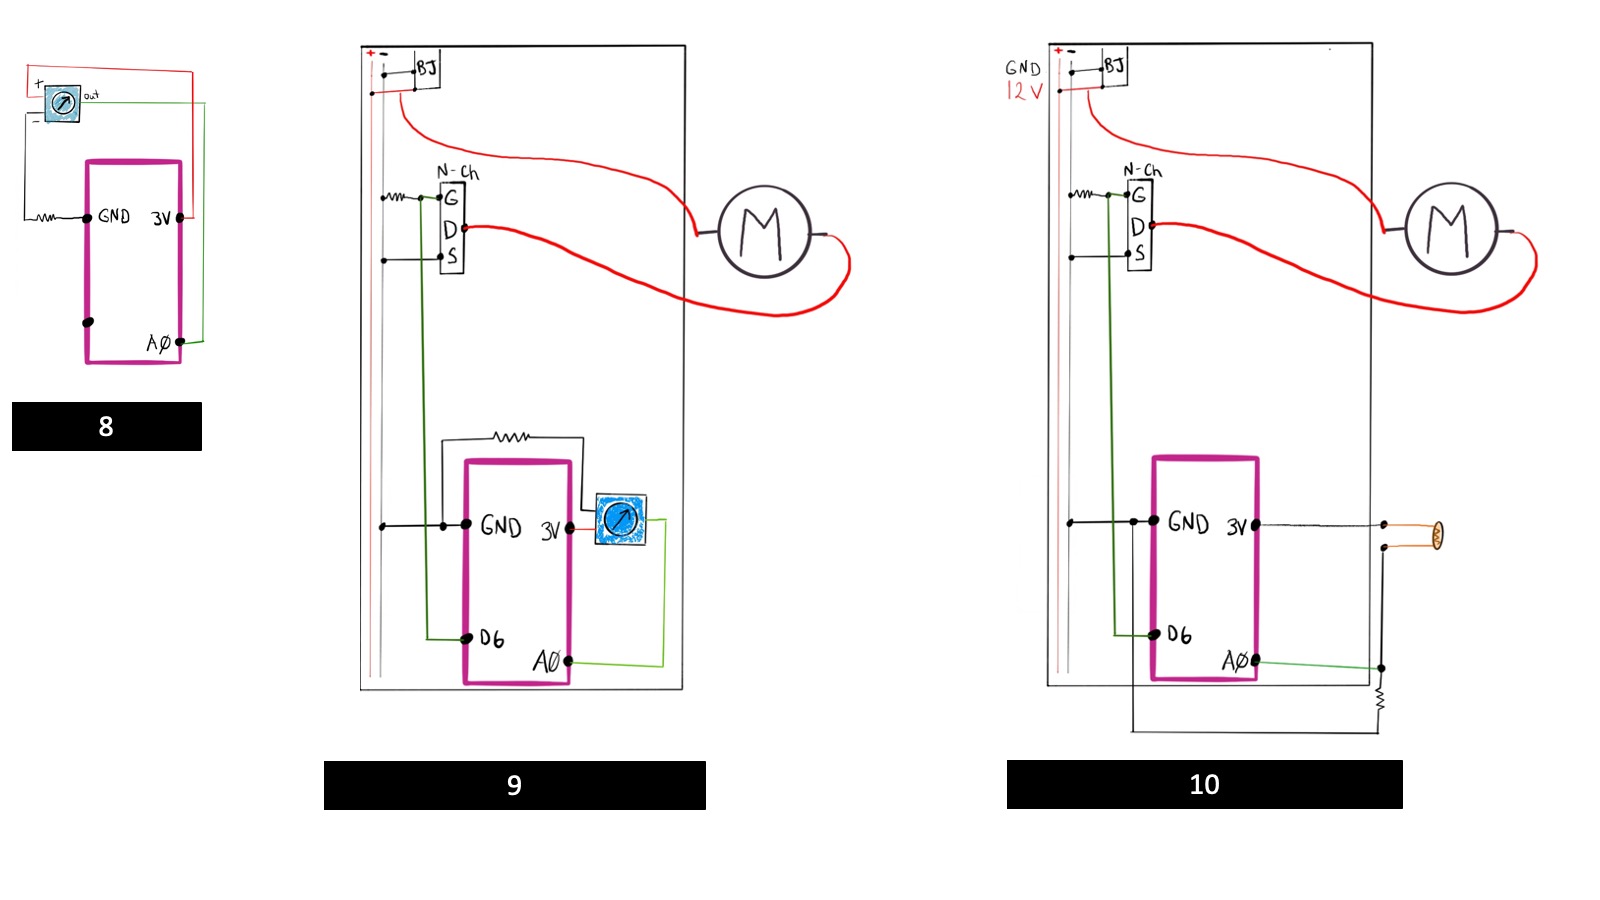 +
out
-
GND 3V
AØ
8
+ -
BJ
N-Ch
G
D
S
M
GND 3V
D6
AØ
9
+ -
GND
BJ
12V
N-Ch
G
D
S
M
GND 3V
D6
AØ
10